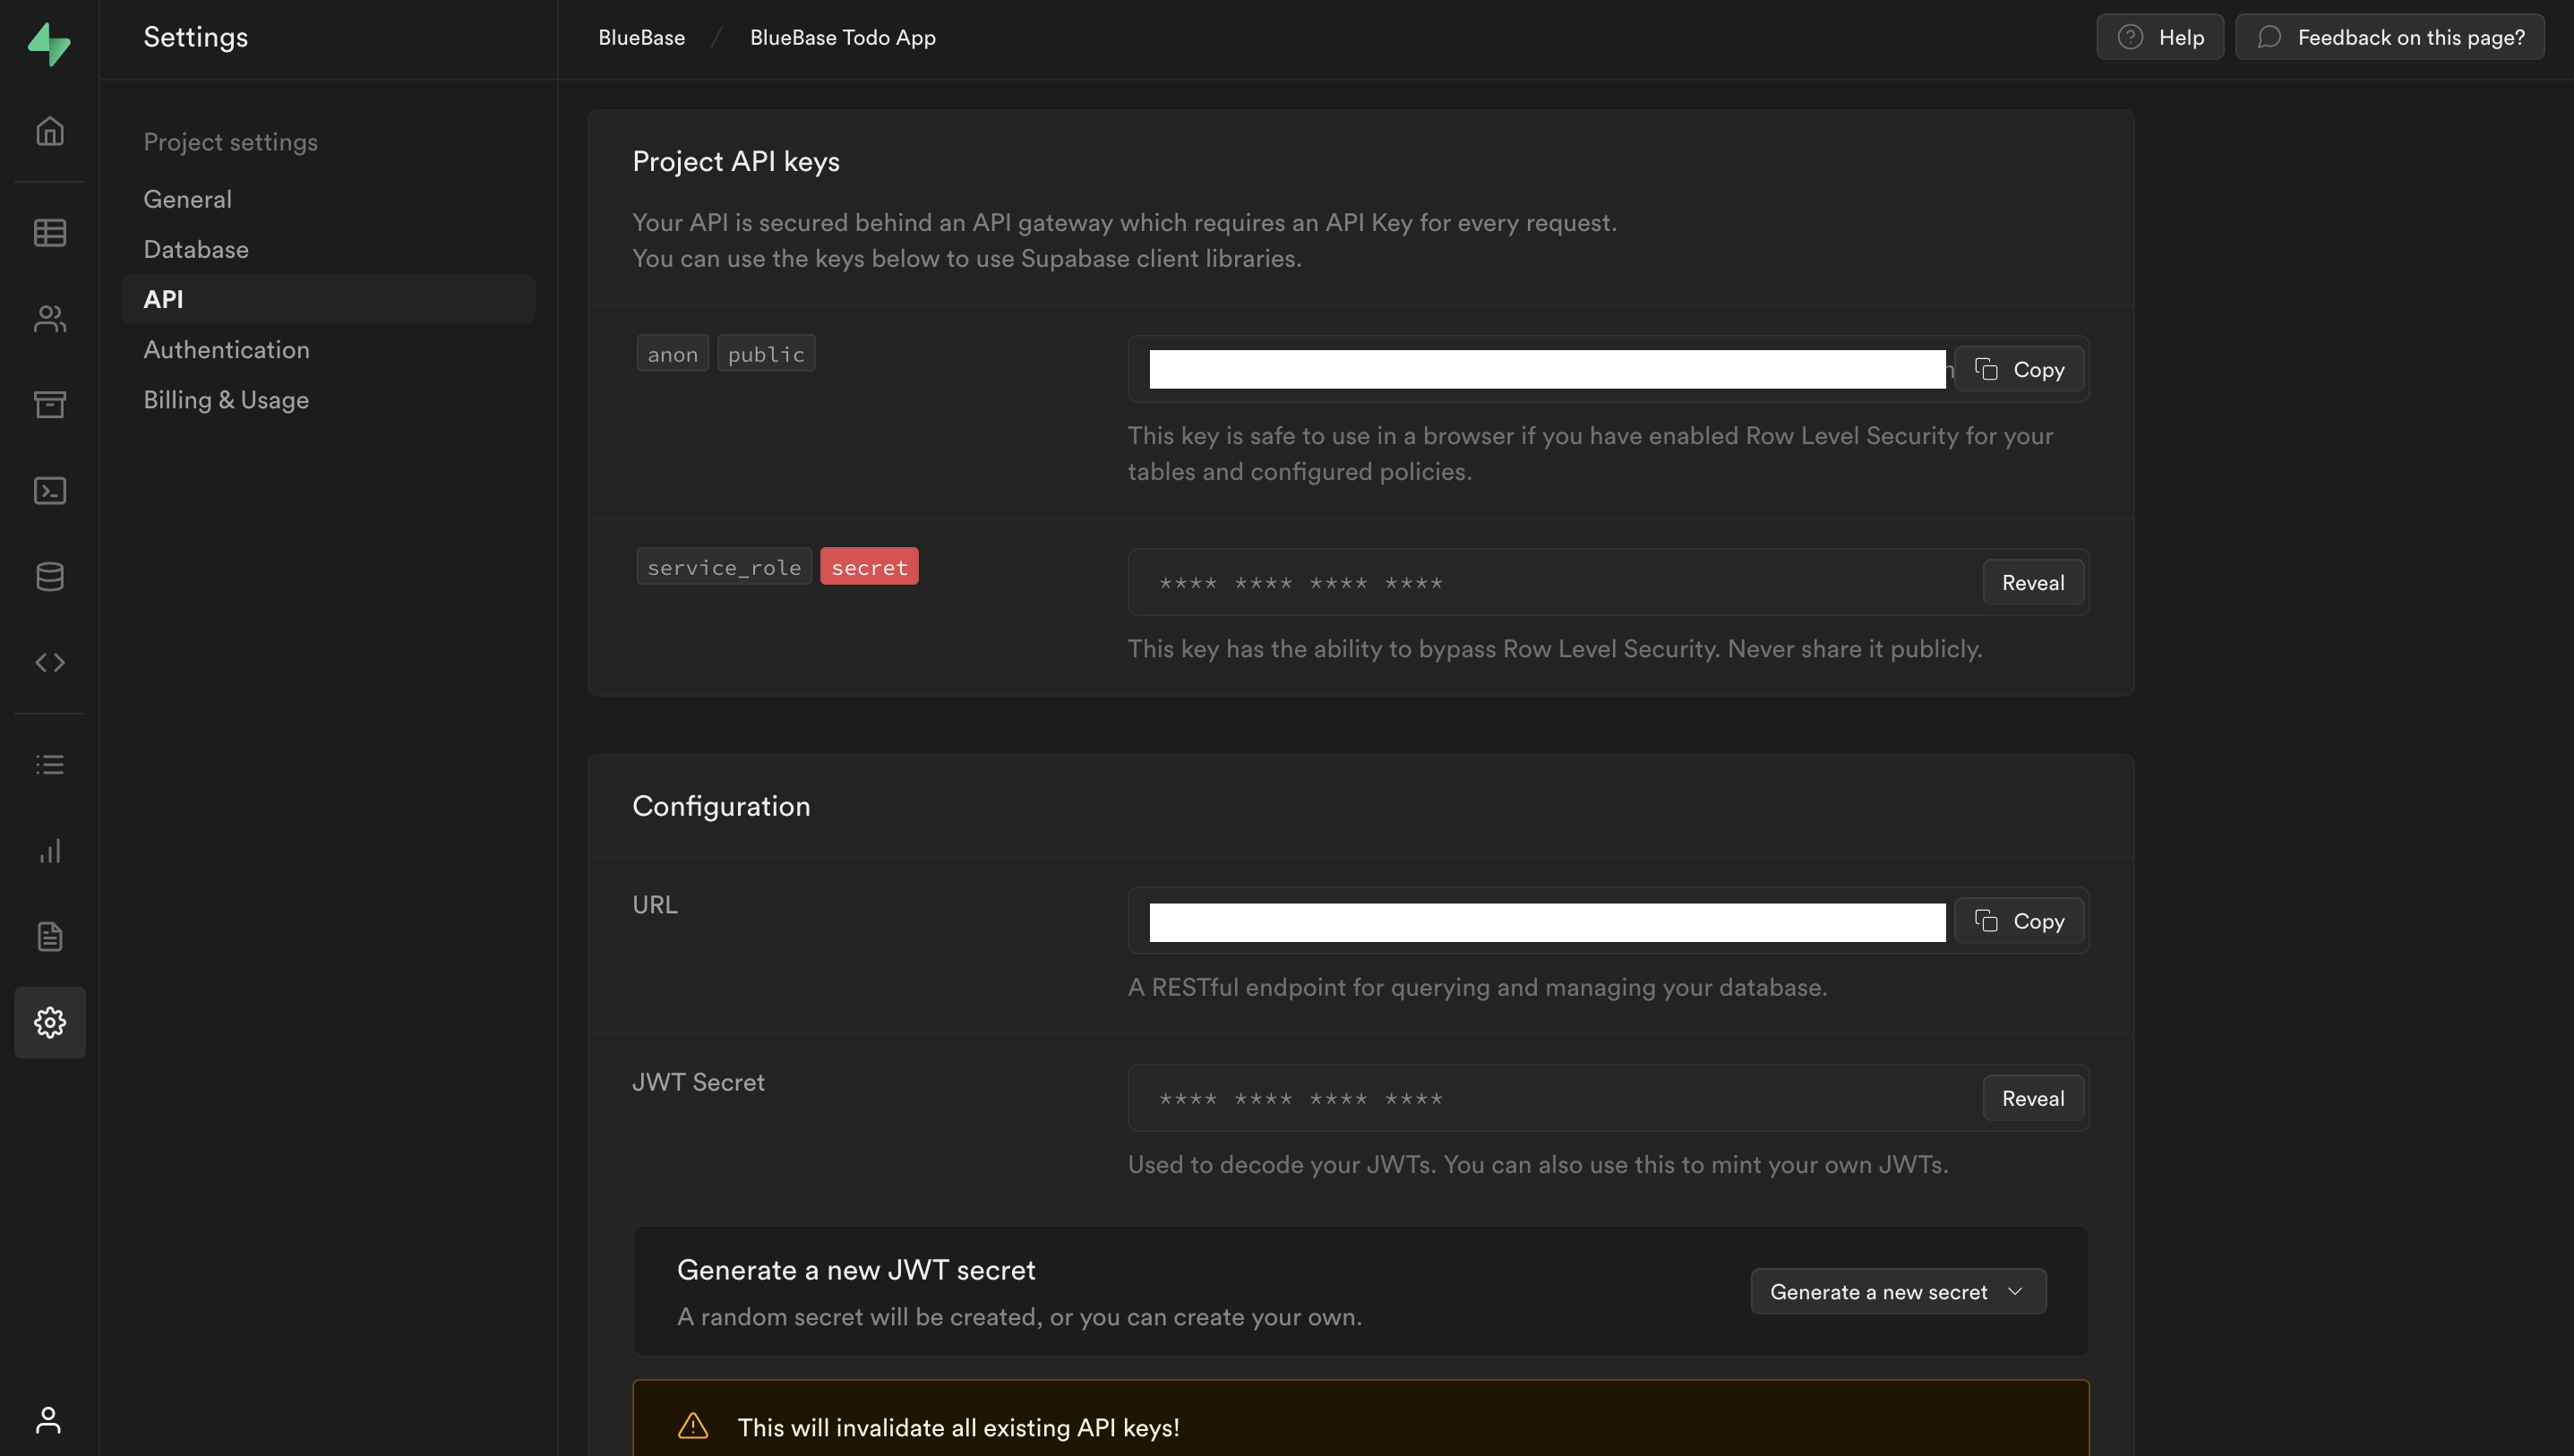 Settings
BlueBase / BlueBase Todo App
Help
Feedback on this page?
Project settings
General
Database
API
Authentication
Billing & Usage
Project API keys
Your API is secured behind an API gateway which requires an API Key for every request.
You can use the keys below to use Supabase client libraries.
anon public
Copy
This key is safe to use in a browser if you have enabled Row Level Security for your
tables and configured policies.
service_role secret
**** **** **** ****
Reveal
This key has the ability to bypass Row Level Security. Never share it publicly.
Configuration
URL
Copy
A RESTful endpoint for querying and managing your database.
JWT Secret
**** **** **** ****
Reveal
Used to decode your JWTs. You can also use this to mint your own JWTs.
Generate a new JWT secret
A random secret will be created, or you can create your own.
Generate a new secret
This will invalidate all existing API keys!